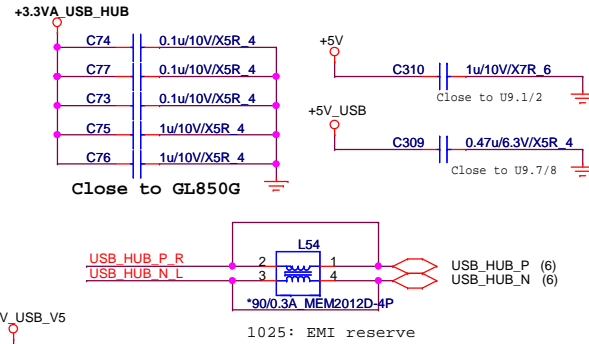 +3.3VA_USB_HUB
C74 0.1u/10V/X5R_4
C77 0.1u/10V/X5R_4
C73 0.1u/10V/X5R_4
C75 1u/10V/X5R_4
C76 1u/10V/X5R_4
Close to GL850G
+5V
C310 1u/10V/X7R_6
Close to U9.1/2
+5V_USB
C309 0.47u/6.3V/X5R_4
Close to U9.7/8
L54
USB_HUB_P_R 2 1 USB_HUB_P (6)
USB_HUB_N_L 3 4 USB_HUB_N (6)
*90/0.3A_MEM2012D-4P
1025: EMI reserve
V_USB_V5